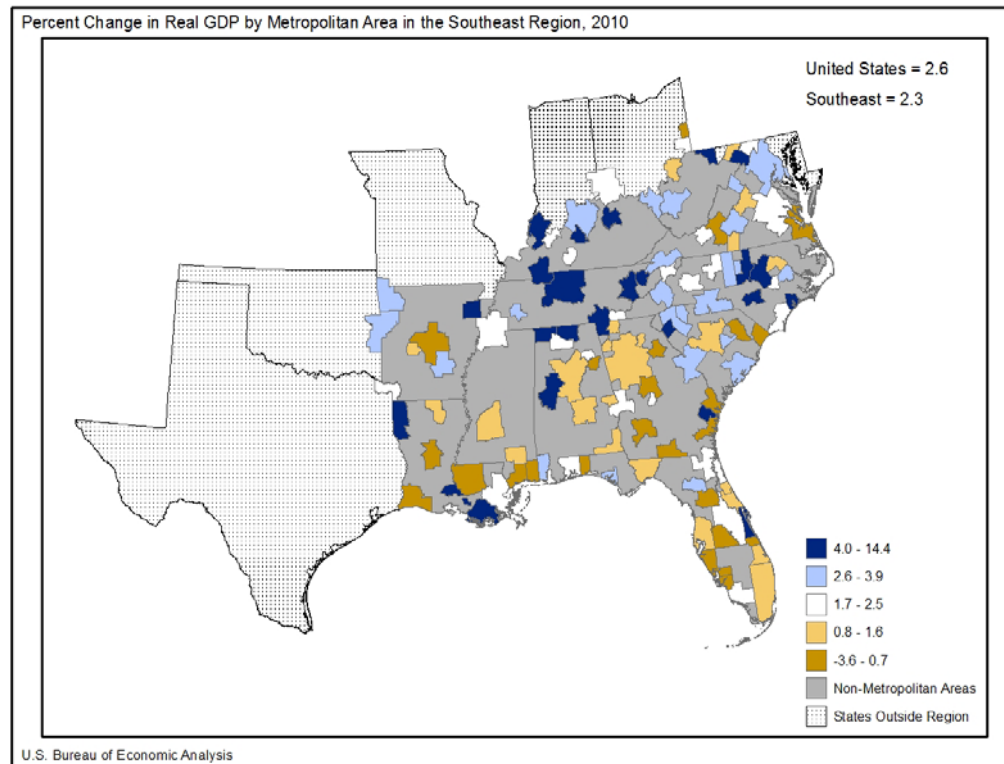 Percent Change in Real GDP by Metropolitan Area in the Southeast Region, 2010
United States = 2.6
Southeast = 2.3
4.0 - 14.4
2.6 - 3.9
1.7 - 2.5
0.8 - 1.6
-3.6 - 0.7
Non-Metropolitan Areas
States Outside Region
U.S. Bureau of Economic Analysis